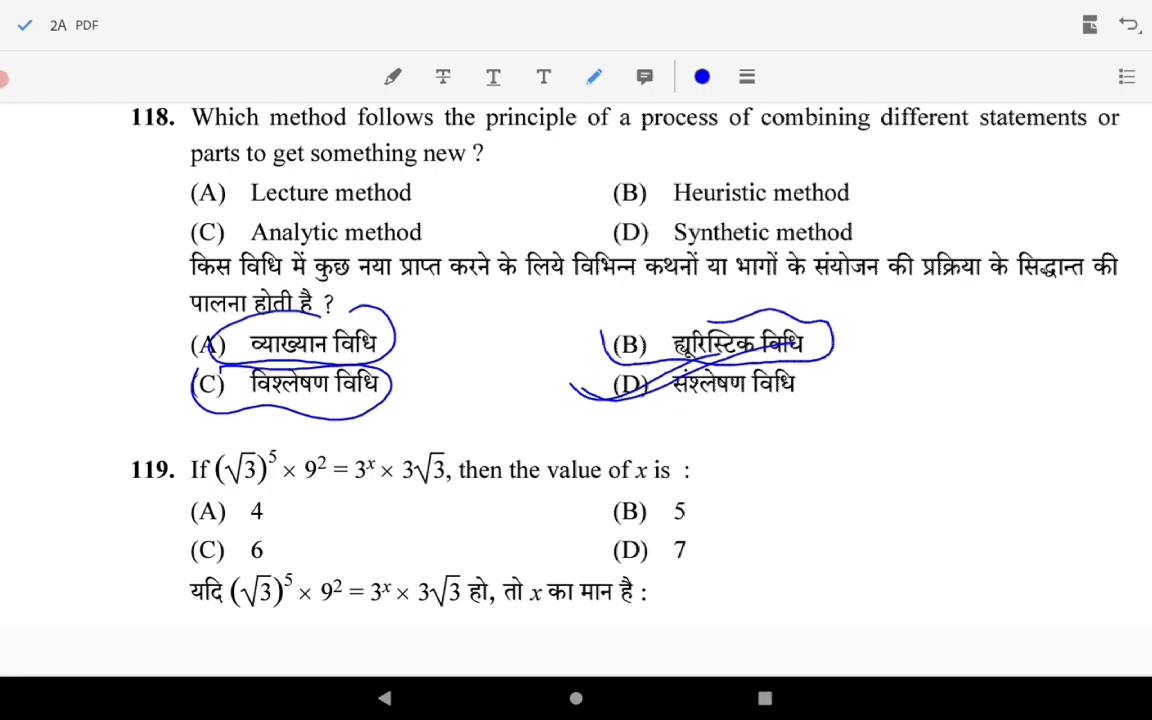 2A PDF
118. Which method follows the principle of a process of combining different statements or
parts to get something new ?
(A) Lecture method (B) Heuristic method
(C) Analytic method (D) Synthetic method
किस विधि में कुछ नया प्राप्त करने के लिये विभिन्न कथनों या भागों के संयोजन की प्रक्रिया के सिद्धान्त की
पालना होती है ?
(A) व्याख्यान विधि (B) ह्यूरिस्टिक विधि
(C) विश्लेषण विधि (D) संश्लेषण विधि
119. If (√3)⁵ × 9² = 3ˣ × 3√3, then the value of x is :
(A) 4 (B) 5
(C) 6 (D) 7
यदि (√3)⁵ × 9² = 3ˣ × 3√3 हो, तो x का मान है :